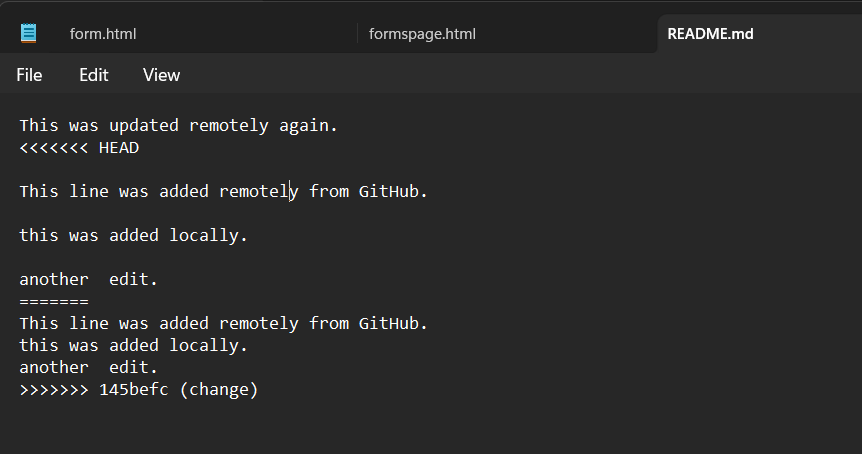 form.html
formspage.html
README.md
File
Edit
View
This was updated remotely again.
<<<<<<< HEAD
This line was added remotely from GitHub.
this was added locally.
another  edit.
=======
This line was added remotely from GitHub.
this was added locally.
another  edit.
>>>>>>> 145befc (change)